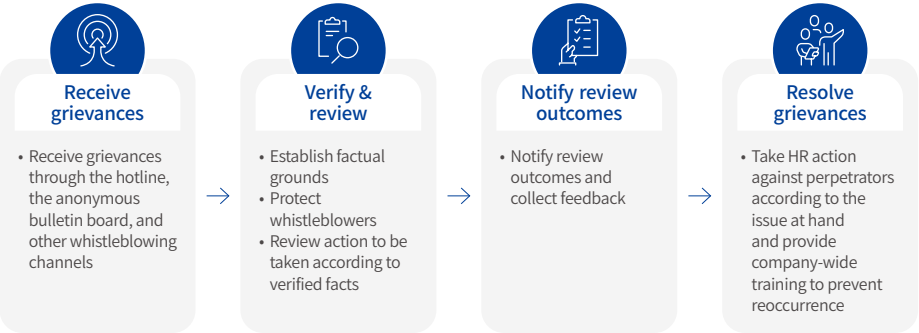 Receive
grievances
• Receive grievances
through the hotline,
the anonymous
bulletin board, and
other whistleblowing
channels
Verify &
review
• Establish factual
grounds
• Protect
whistleblowers
• Review action to be
taken according to
verified facts
Notify review
outcomes
• Notify review
outcomes and
collect feedback
Resolve
grievances
• Take HR action
against perpetrators
according to the
issue at hand
and provide
company-wide
training to prevent
reoccurrence